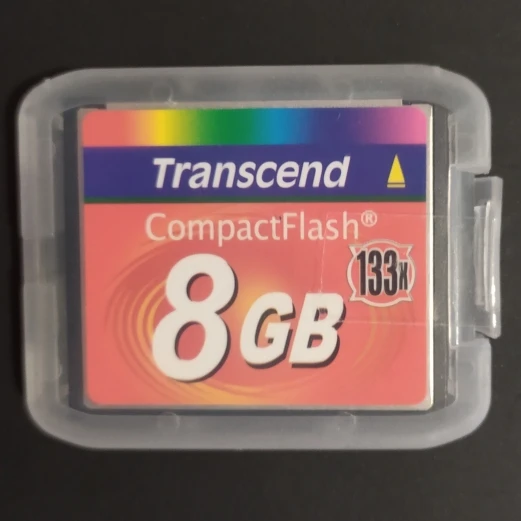 Transcend
CompactFlash®
133x
8GB